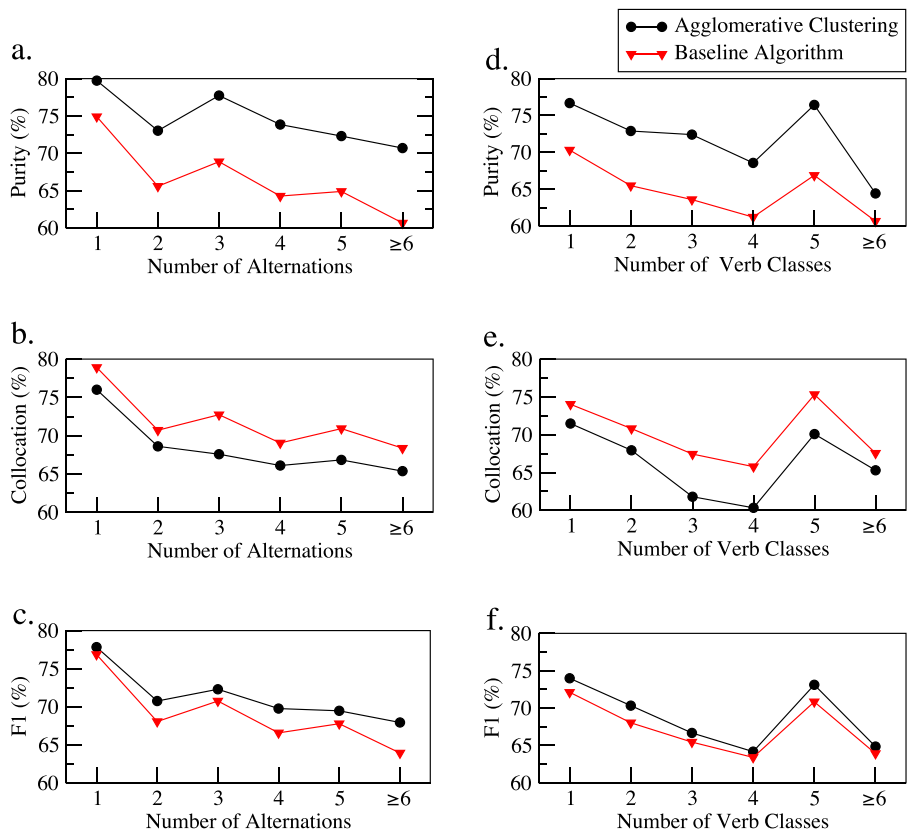 Agglomerative Clustering
Baseline Algorithm
a.
80
75
70
65
60
Purity (%)
1 2 3 4 5 ≥6
Number of Alternations
d.
80
75
70
65
60
Purity (%)
1 2 3 4 5 ≥6
Number of Verb Classes
b.
80
75
70
65
60
Collocation (%)
1 2 3 4 5 ≥6
Number of Alternations
e.
80
75
70
65
60
Collocation (%)
1 2 3 4 5 ≥6
Number of Verb Classes
c.
80
75
70
65
60
F1 (%)
1 2 3 4 5 ≥6
Number of Alternations
f.
80
75
70
65
60
F1 (%)
1 2 3 4 5 ≥6
Number of Verb Classes